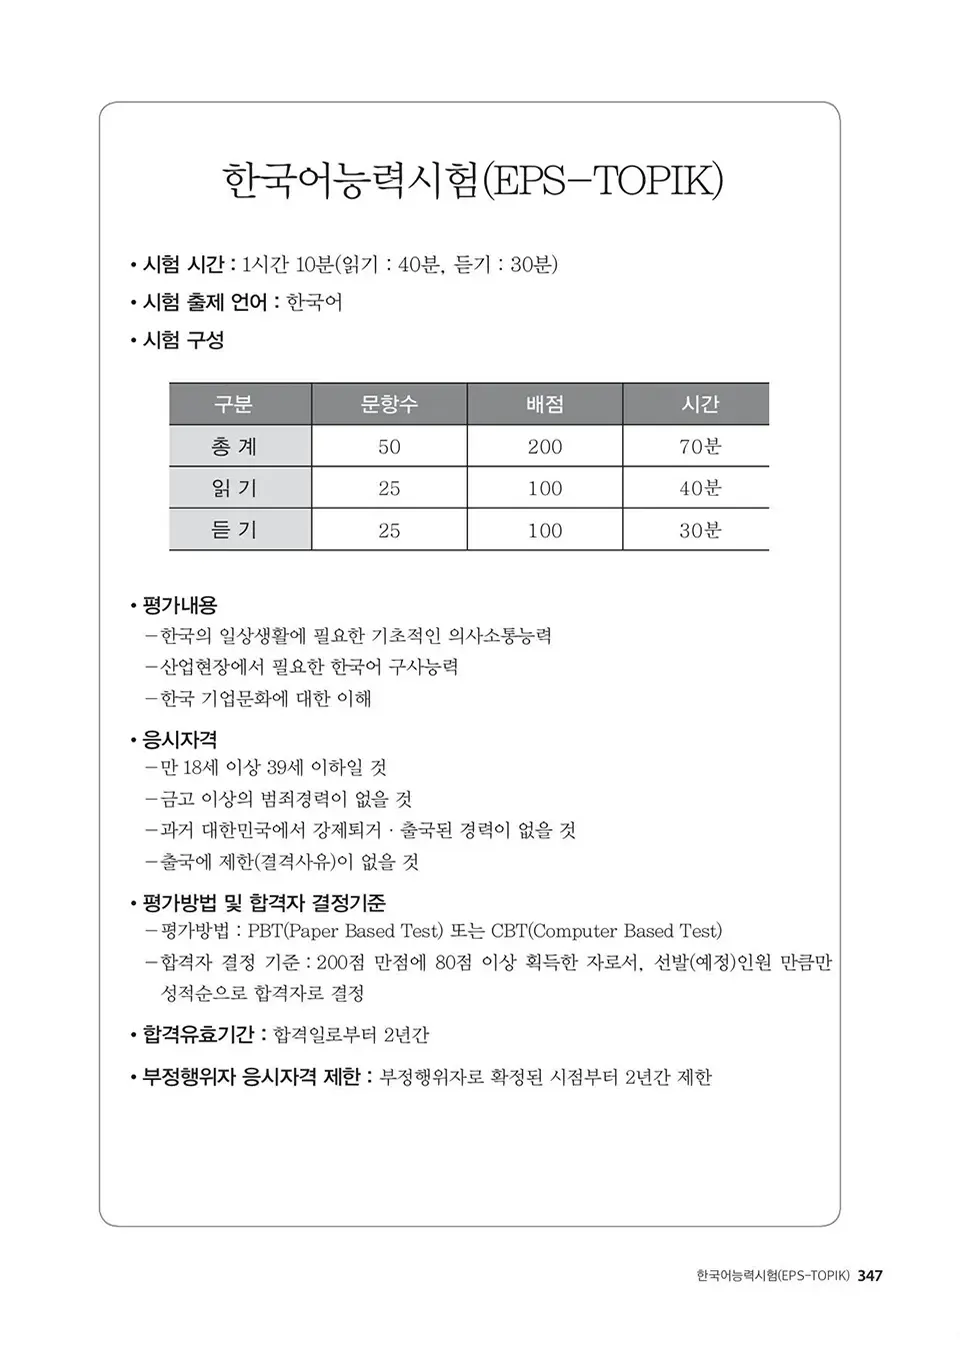 한국어능력시험(EPS-TOPIK)
• 시험 시간 : 1시간 10분(읽기 : 40분, 듣기 : 30분)
• 시험 출제 언어 : 한국어
• 시험 구성
구분 문항수 배점 시간
총 계 50 200 70분
읽 기 25 100 40분
듣 기 25 100 30분
• 평가내용
-한국의 일상생활에 필요한 기초적인 의사소통능력
-산업현장에서 필요한 한국어 구사능력
-한국 기업문화에 대한 이해
• 응시자격
-만 18세 이상 39세 이하일 것
-금고 이상의 범죄경력이 없을 것
-과거 대한민국에서 강제퇴거 · 출국된 경력이 없을 것
-출국에 제한(결격사유)이 없을 것
• 평가방법 및 합격자 결정기준
-평가방법 : PBT(Paper Based Test) 또는 CBT(Computer Based Test)
-합격자 결정 기준 : 200점 만점에 80점 이상 획득한 자로서, 선발(예정)인원 만큼만
성적순으로 합격자로 결정
• 합격유효기간 : 합격일로부터 2년간
• 부정행위자 응시자격 제한 : 부정행위자로 확정된 시점부터 2년간 제한
한국어능력시험(EPS-TOPIK) 347